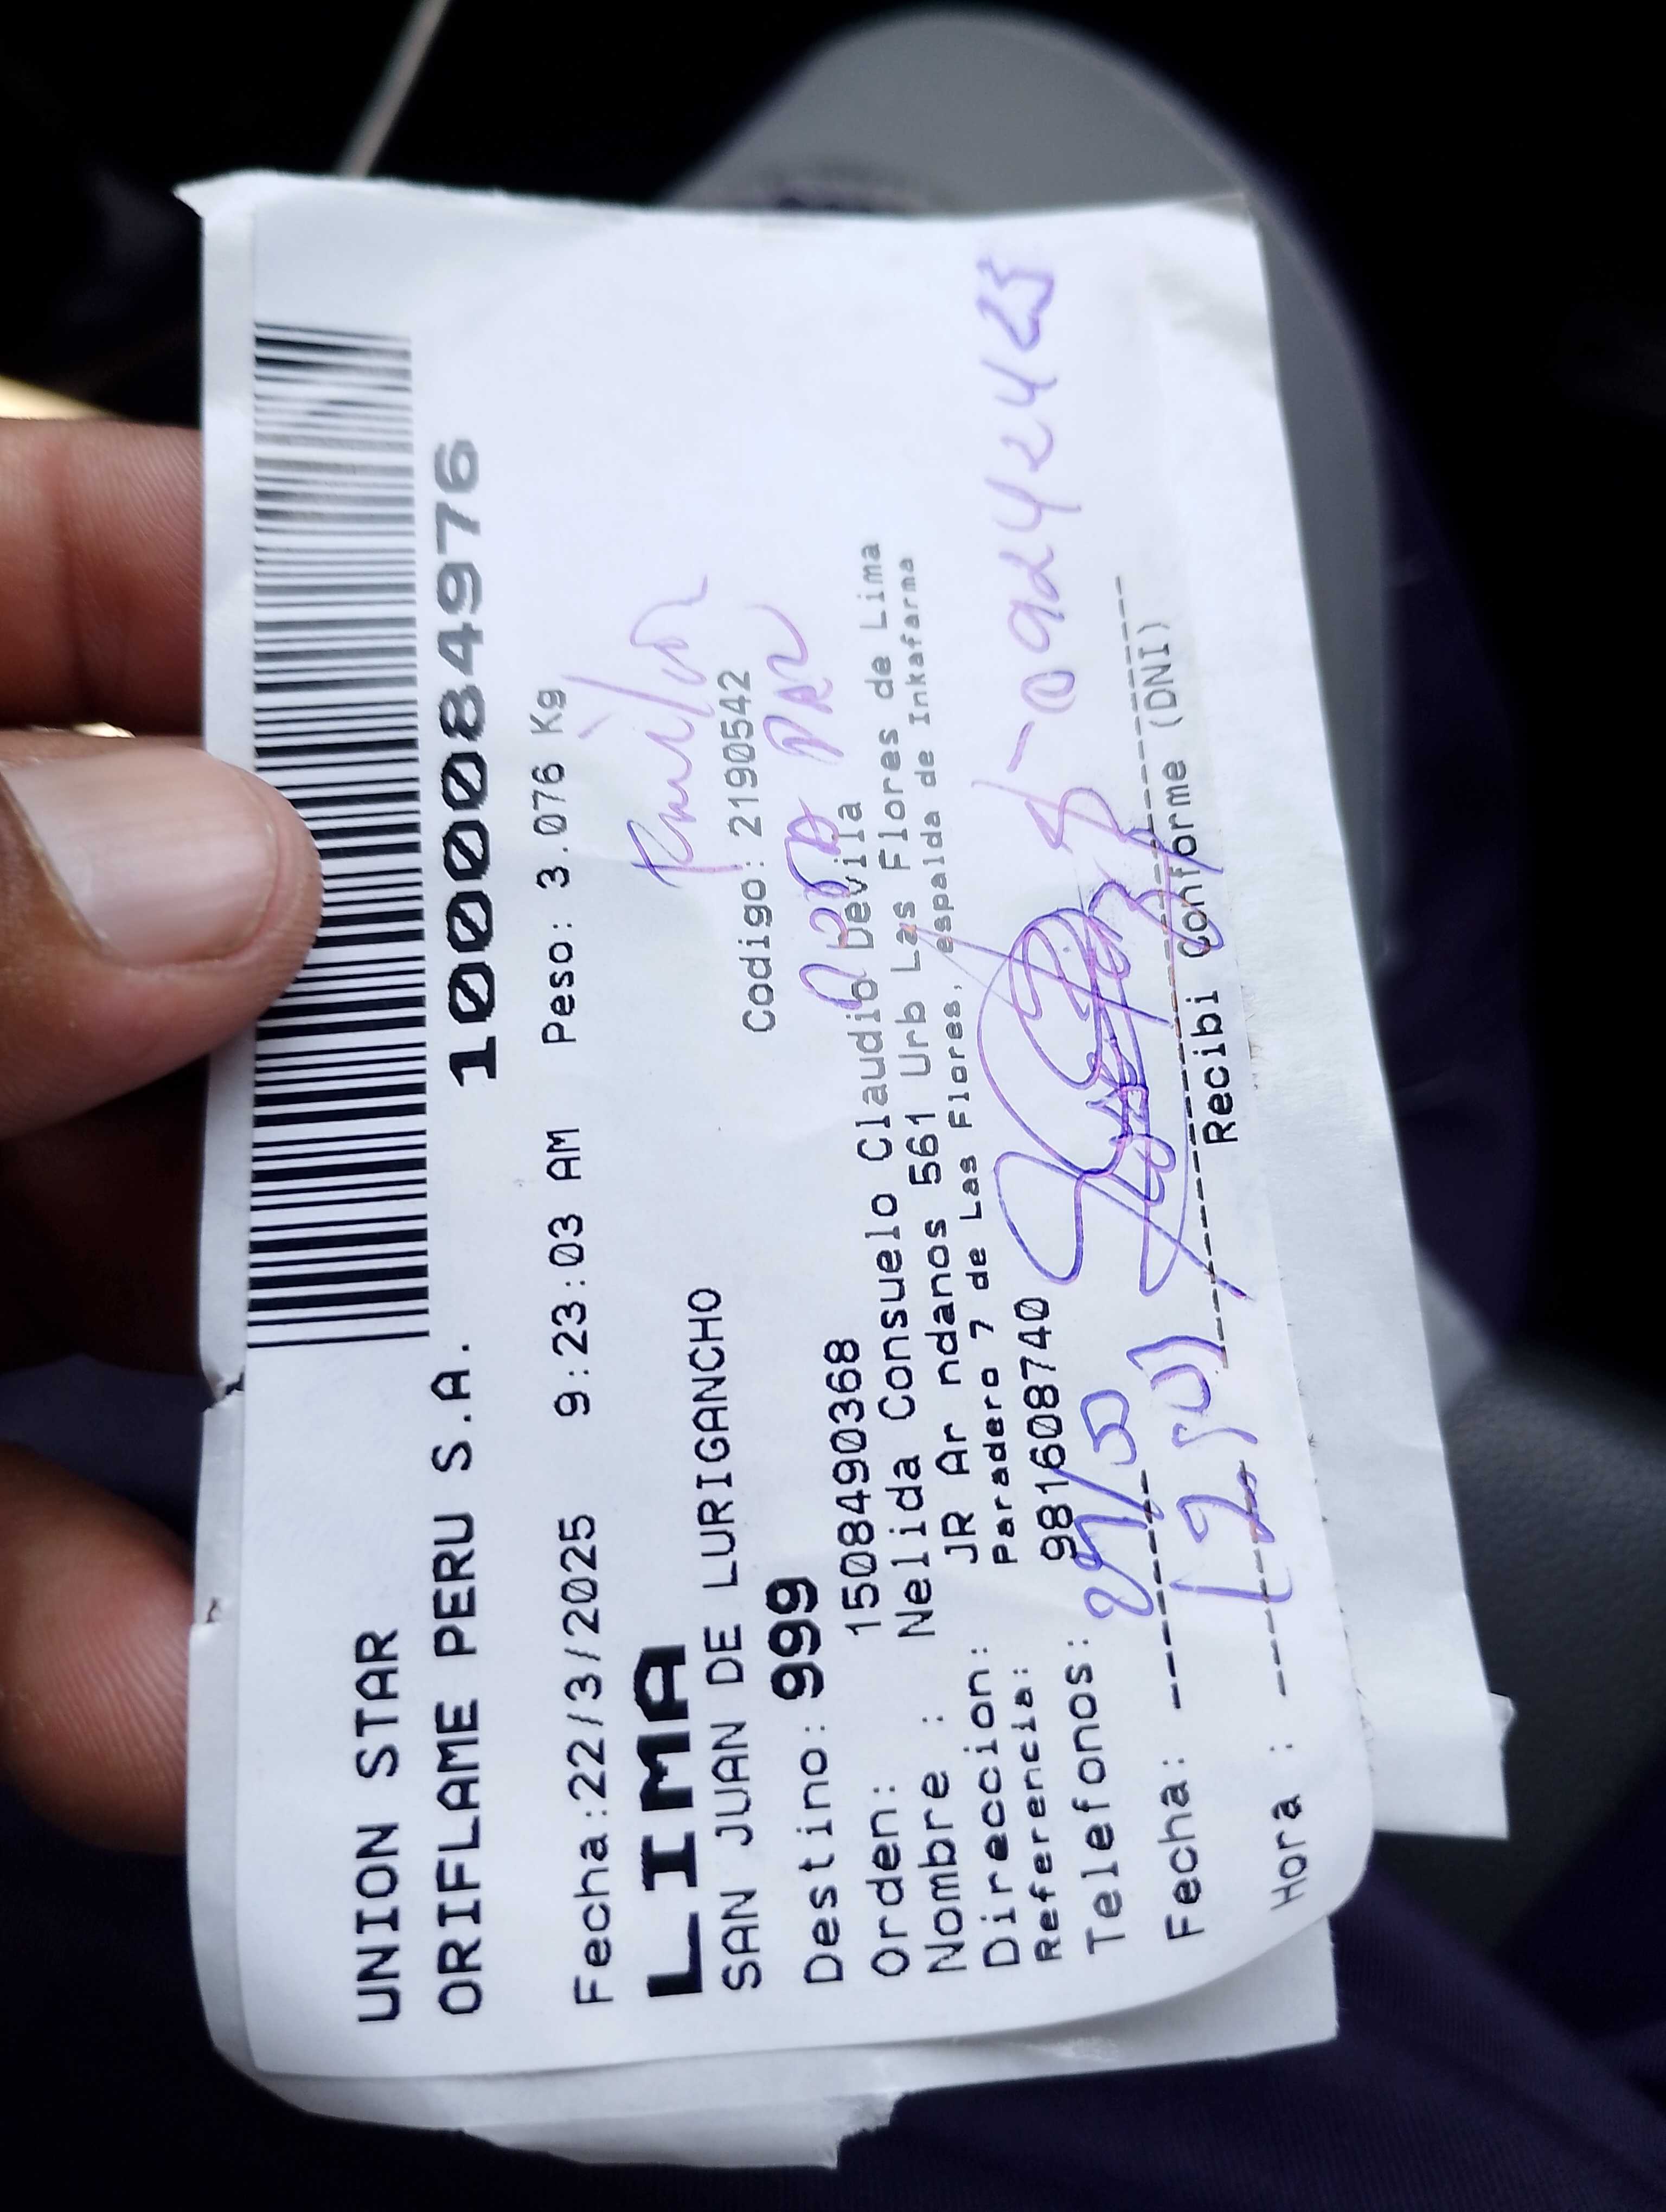 UNION STAR
ORIFLAME PERU S.A.
1000084976
Fecha:22/3/2025 9:23:03 AM Peso: 3.076 Kg
LIMA
SAN JUAN DE LURIGANCHO
Destino: 999 Codigo: 2190542
Orden: 1508490368
Nombre : Nelida Consuelo Claudio Devila
Direccion: JR Ar ndanos 561 Urb Las Flores de Lima
Referencia: Paradero 7 de Las Flores, espalda de Inkafarma
Telefonos: 981608740
09424425
Fecha:
Hora :
Recibi Conforme (DNI)